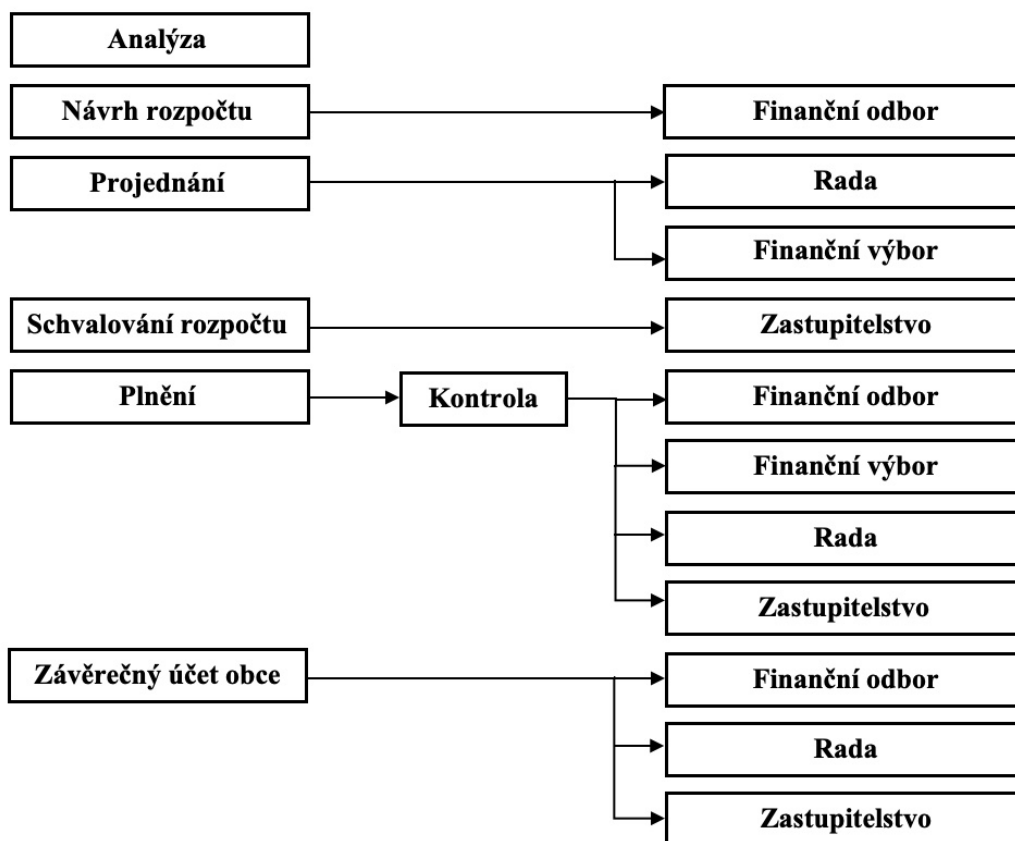 Analýza
Návrh rozpočtu
Finanční odbor
Projednání
Rada
Finanční výbor
Schvalování rozpočtu
Zastupitelstvo
Plnění
Kontrola
Finanční odbor
Finanční výbor
Rada
Zastupitelstvo
Závěrečný účet obce
Finanční odbor
Rada
Zastupitelstvo